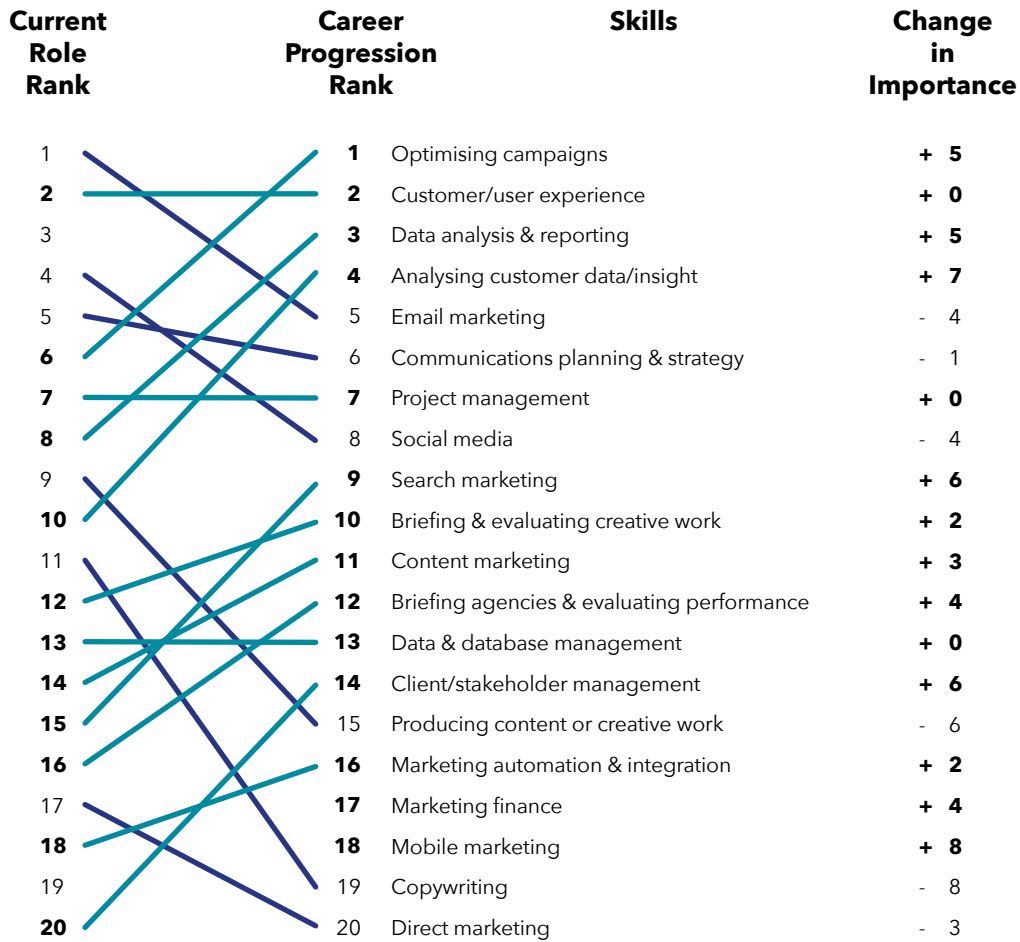 Current Role Rank Career Progression Rank Skills Change in Importance
1 1 Optimising campaigns + 5
2 2 Customer/user experience + 0
3 3 Data analysis & reporting + 5
4 4 Analysing customer data/insight + 7
5 5 Email marketing - 4
6 6 Communications planning & strategy - 1
7 7 Project management + 0
8 8 Social media - 4
9 9 Search marketing + 6
10 10 Briefing & evaluating creative work + 2
11 11 Content marketing + 3
12 12 Briefing agencies & evaluating performance + 4
13 13 Data & database management + 0
14 14 Client/stakeholder management + 6
15 15 Producing content or creative work - 6
16 16 Marketing automation & integration + 2
17 17 Marketing finance + 4
18 18 Mobile marketing + 8
19 19 Copywriting - 8
20 20 Direct marketing - 3